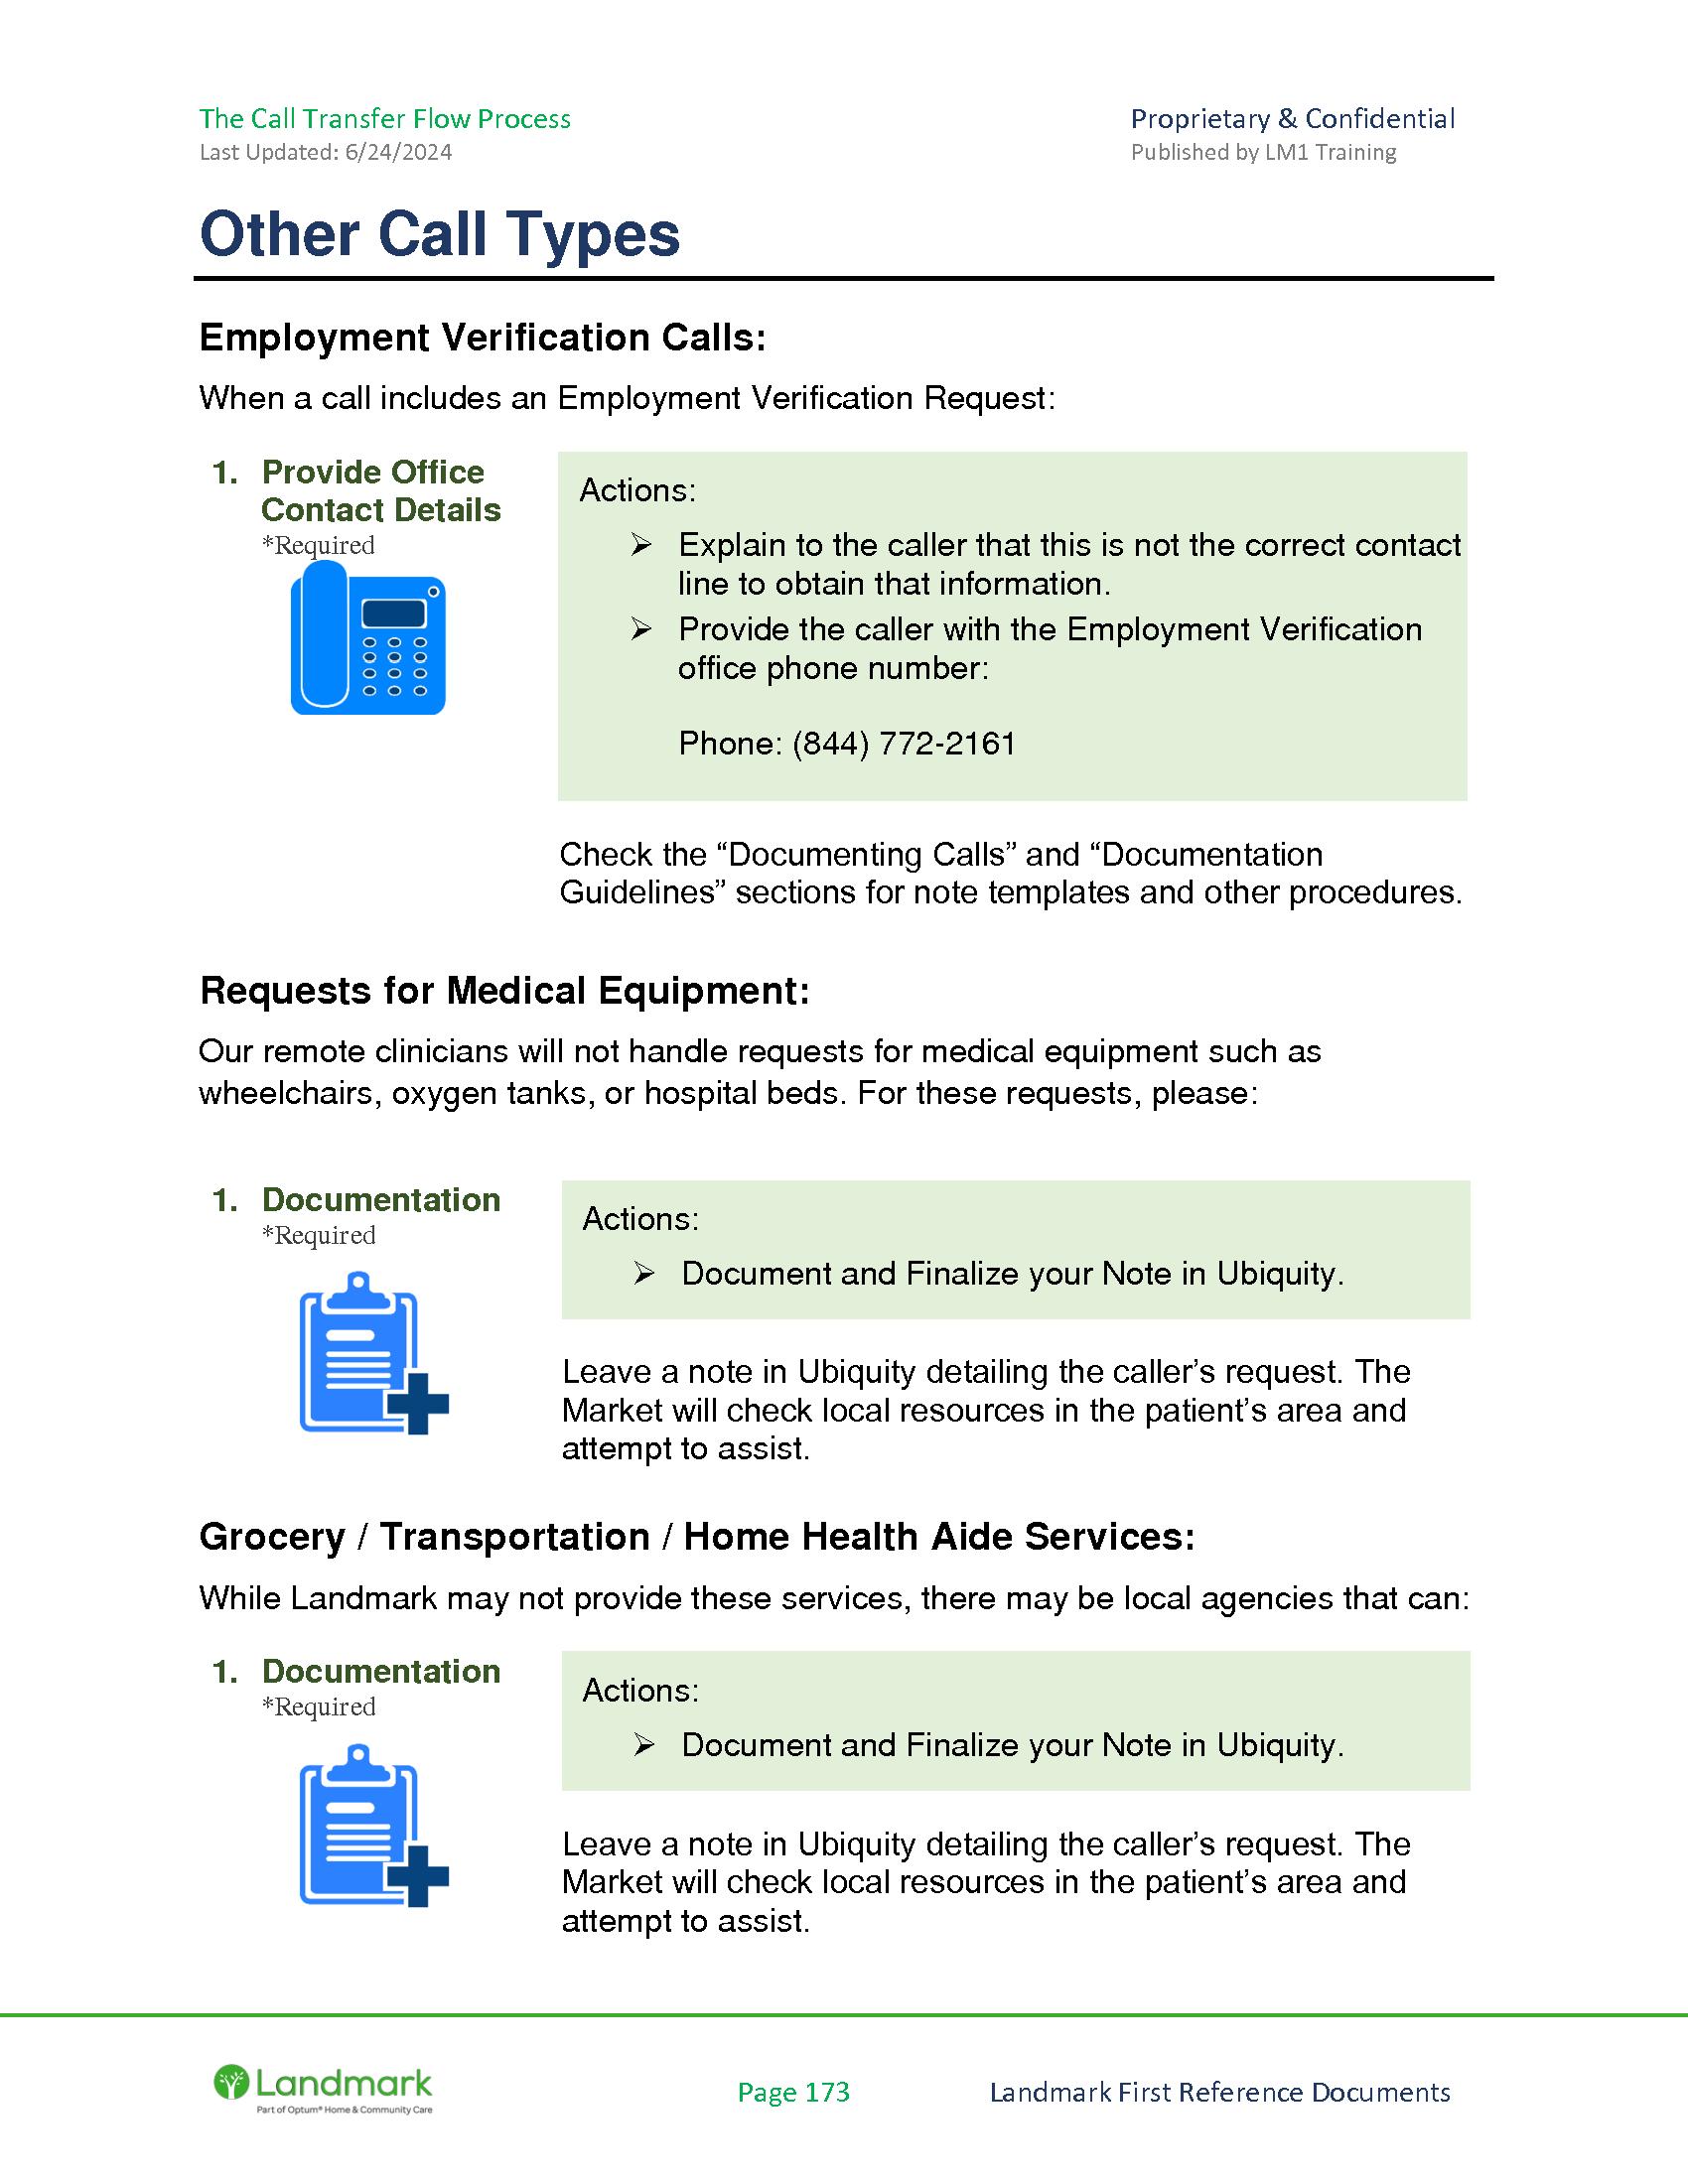 The Call Transfer Flow Process
Proprietary & Confidential
Last Updated: 6/24/2024
Published by LM1 Training
Other Call Types
Employment Verification Calls:
When a call includes an Employment Verification Request:
1. Provide Office
Contact Details
*Required
Actions:
➢ Explain to the caller that this is not the correct contact
line to obtain that information.
➢ Provide the caller with the Employment Verification
office phone number:
Phone: (844) 772-2161
Check the “Documenting Calls” and “Documentation
Guidelines” sections for note templates and other procedures.
Requests for Medical Equipment:
Our remote clinicians will not handle requests for medical equipment such as
wheelchairs, oxygen tanks, or hospital beds. For these requests, please:
1. Documentation
*Required
Actions:
➢ Document and Finalize your Note in Ubiquity.
Leave a note in Ubiquity detailing the caller’s request. The
Market will check local resources in the patient’s area and
attempt to assist.
Grocery / Transportation / Home Health Aide Services:
While Landmark may not provide these services, there may be local agencies that can:
1. Documentation
*Required
Actions:
➢ Document and Finalize your Note in Ubiquity.
Leave a note in Ubiquity detailing the caller’s request. The
Market will check local resources in the patient’s area and
attempt to assist.
Landmark
Part of Optum® Home & Community Care
Page 173
Landmark First Reference Documents